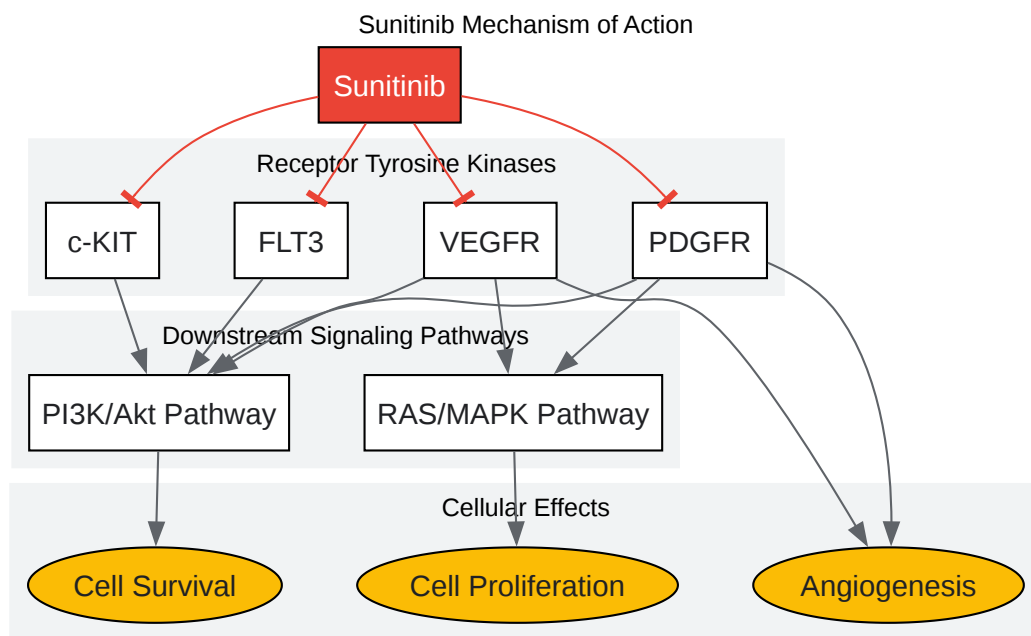 Sunitinib Mechanism of Action
Sunitinib
Receptor Tyrosine Kinases
c-KIT
FLT3
VEGFR
PDGFR
Downstream Signaling Pathways
PI3K/Akt Pathway
RAS/MAPK Pathway
Cellular Effects
Cell Survival
Cell Proliferation
Angiogenesis